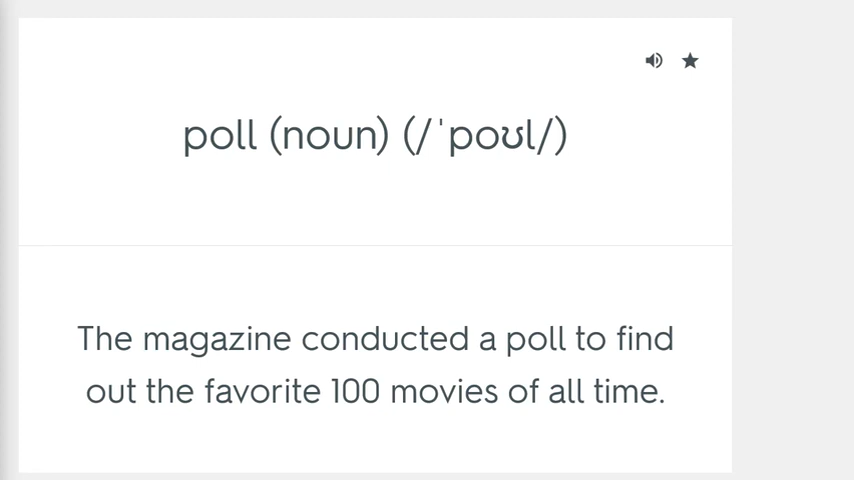 poll (noun) (/ˈpoʊl/)
The magazine conducted a poll to find
out the favorite 100 movies of all time.